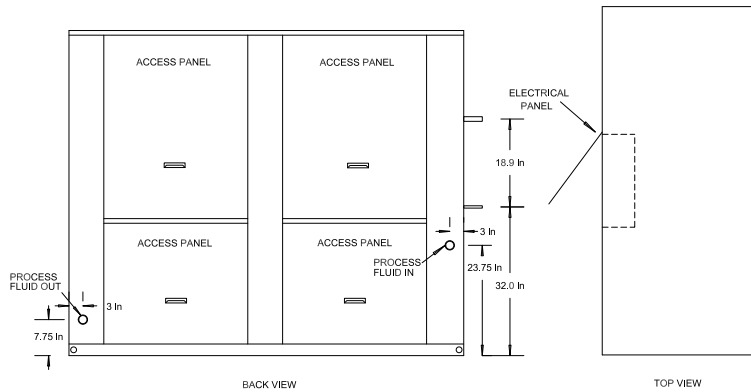 ACCESS PANEL
ACCESS PANEL
ELECTRICAL
PANEL
18.9 In
ACCESS PANEL
ACCESS PANEL
3 In
PROCESS
FLUID IN
23.75 In
PROCESS
FLUID OUT
3 In
32.0 In
7.75 In
BACK VIEW
TOP VIEW